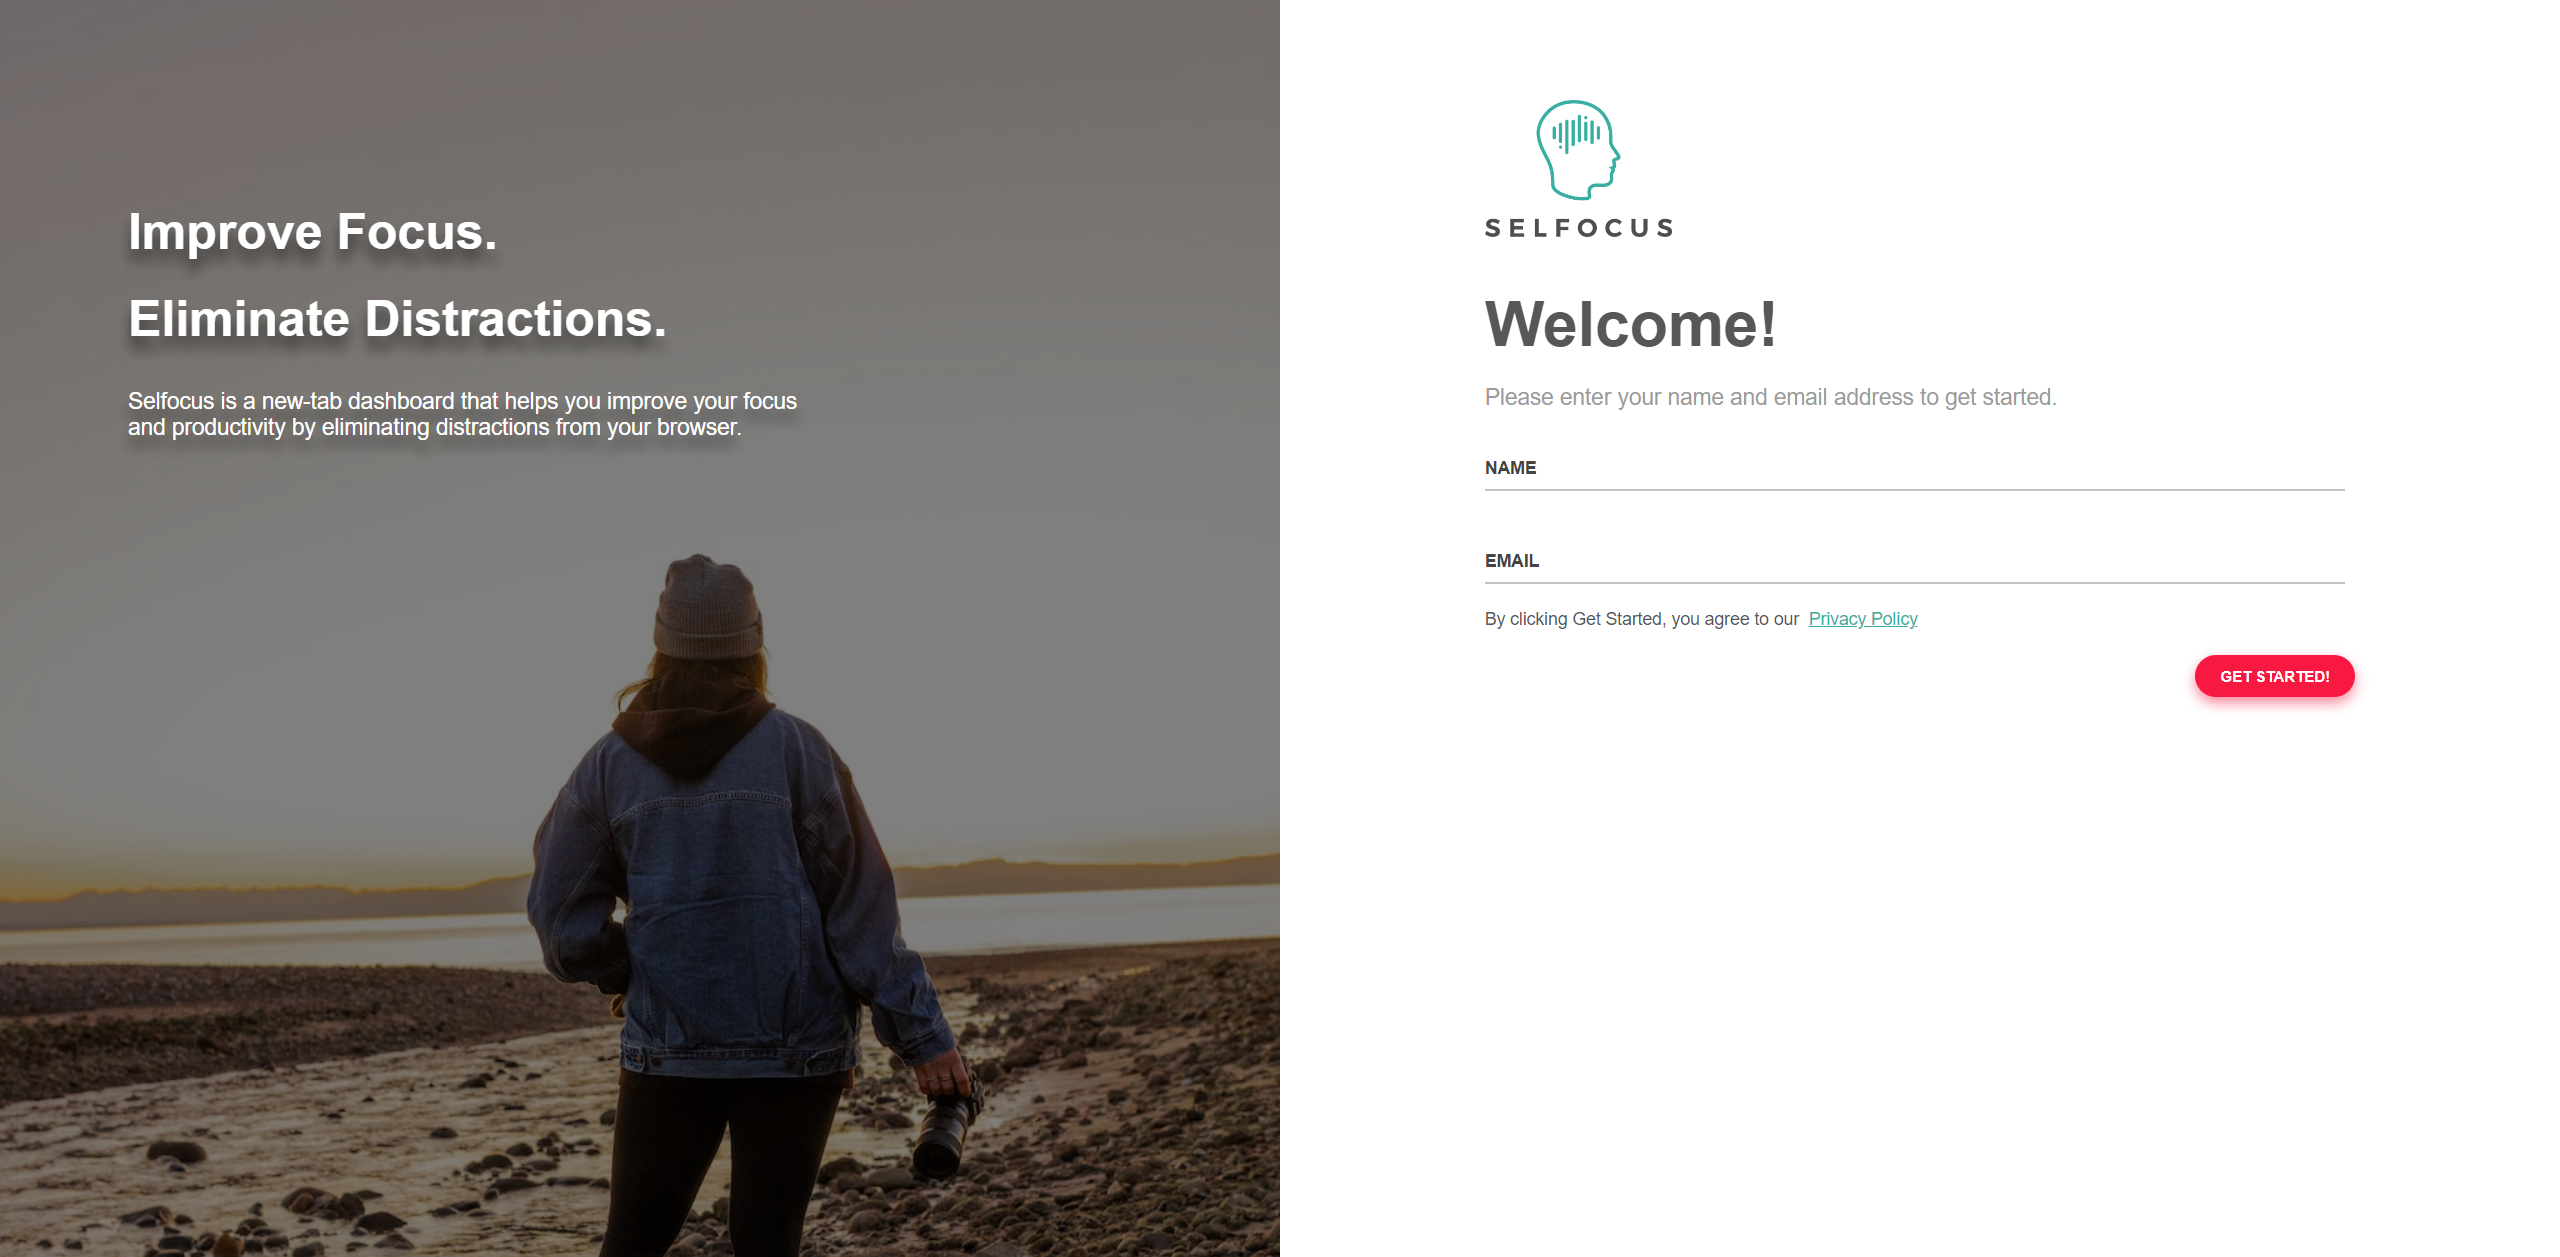 Improve Focus.
Eliminate Distractions.
Selfocus is a new-tab dashboard that helps you improve your focus
and productivity by eliminating distractions from your browser.
SELFOCUS
Welcome!
Please enter your name and email address to get started.
NAME
EMAIL
By clicking Get Started, you agree to our Privacy Policy
GET STARTED!